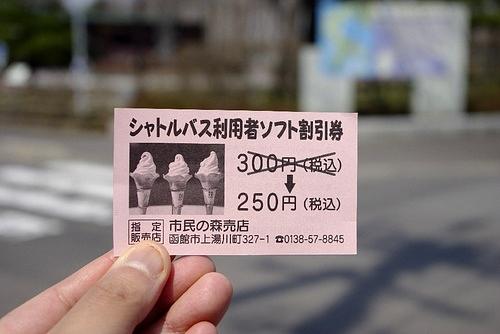 シャトルバス利用者ソフト割引券
300円(税込)
250円(税込)
指定
販売店
市民の森売店
函館市上湯川町327-1 ☎0138-57-8845